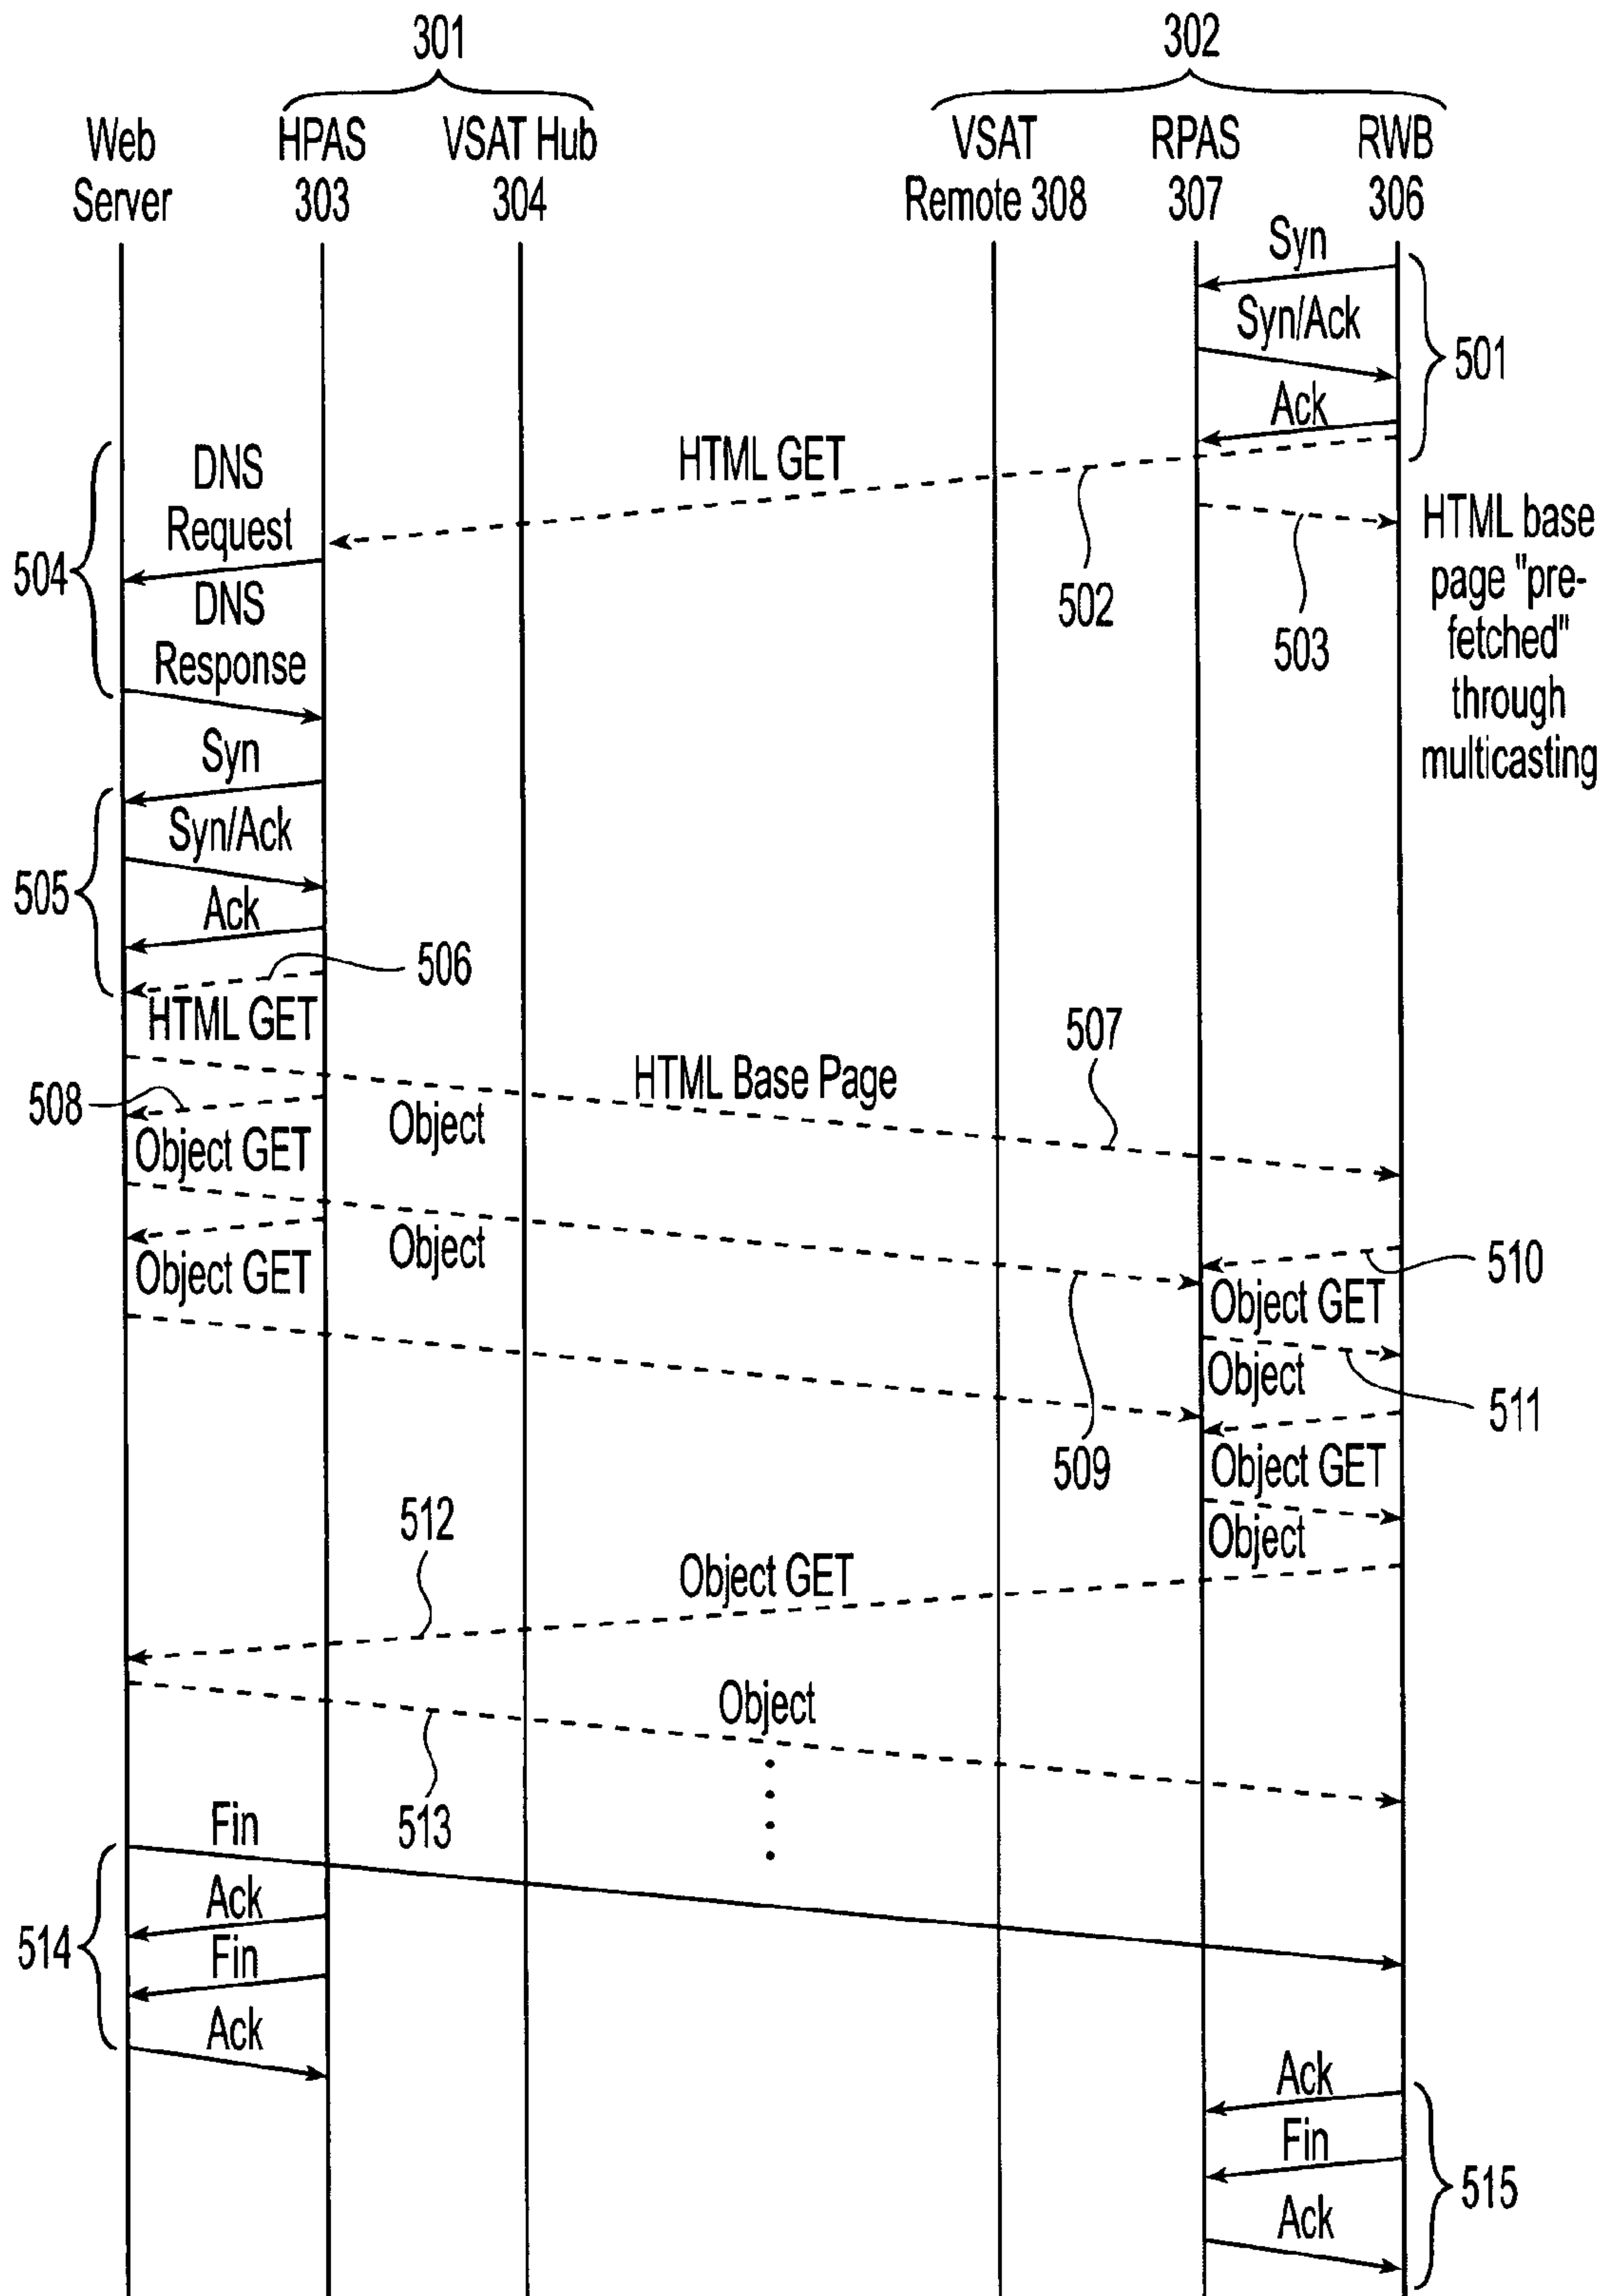 301
302
Web
Server
HPAS
303
VSAT Hub
304
VSAT
Remote 308
RPAS
307
RWB
306
Syn
Syn/Ack
501
Ack
HTML GET
DNS
Request
504
DNS
Response
502
503
HTML base
page "pre-
fetched"
through
multicasting
Syn
Syn/Ack
505
Ack
506
HTML GET
507
HTML Base Page
508
Object
Object GET
Object
Object GET
510
Object GET
Object
511
509
Object GET
Object
512
Object GET
Object
513
Fin
Ack
514
Fin
Ack
Ack
Fin
515
Ack